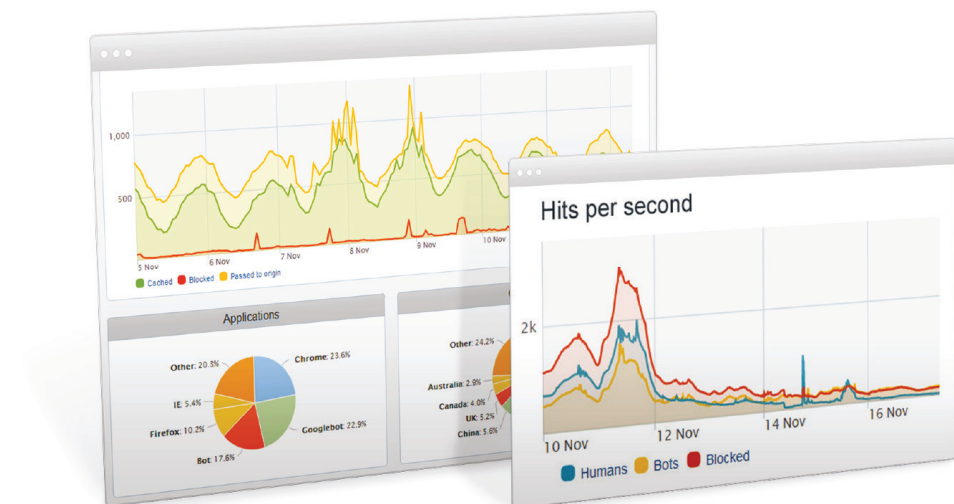 1,000
500
5 Nov 6 Nov 7 Nov 8 Nov 9 Nov 10 Nov
Cached Blocked Passed to origin
Applications
Other: 20.3%
Chrome: 23.6%
IE: 5.4%
Firefox: 10.2%
Googlebot: 22.9%
Bot: 17.6%
Other: 24.2%
Australia: 2.9%
Canada: 4.0%
UK: 5.2%
China: 5.6%
Hits per second
2k
10 Nov 12 Nov 14 Nov 16 Nov
Humans Bots Blocked